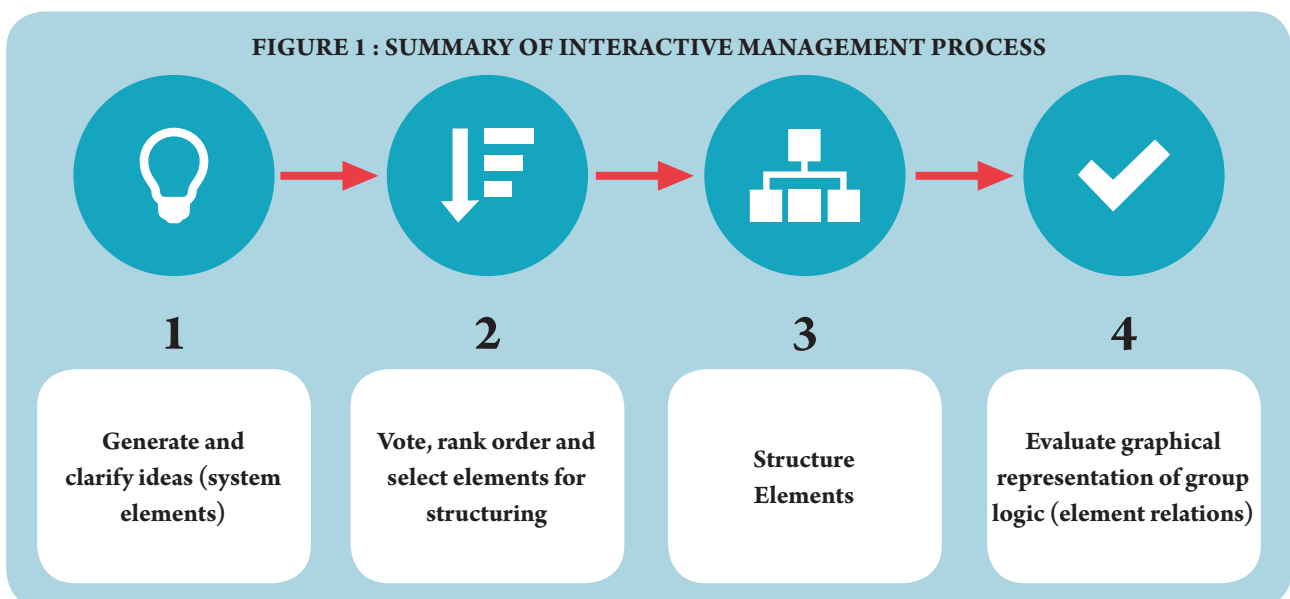 FIGURE 1 : SUMMARY OF INTERACTIVE MANAGEMENT PROCESS
1
Generate and
clarify ideas (system
elements)
2
Vote, rank order and
select elements for
structuring
3
Structure
Elements
4
Evaluate graphical
representation of group
logic (element relations)